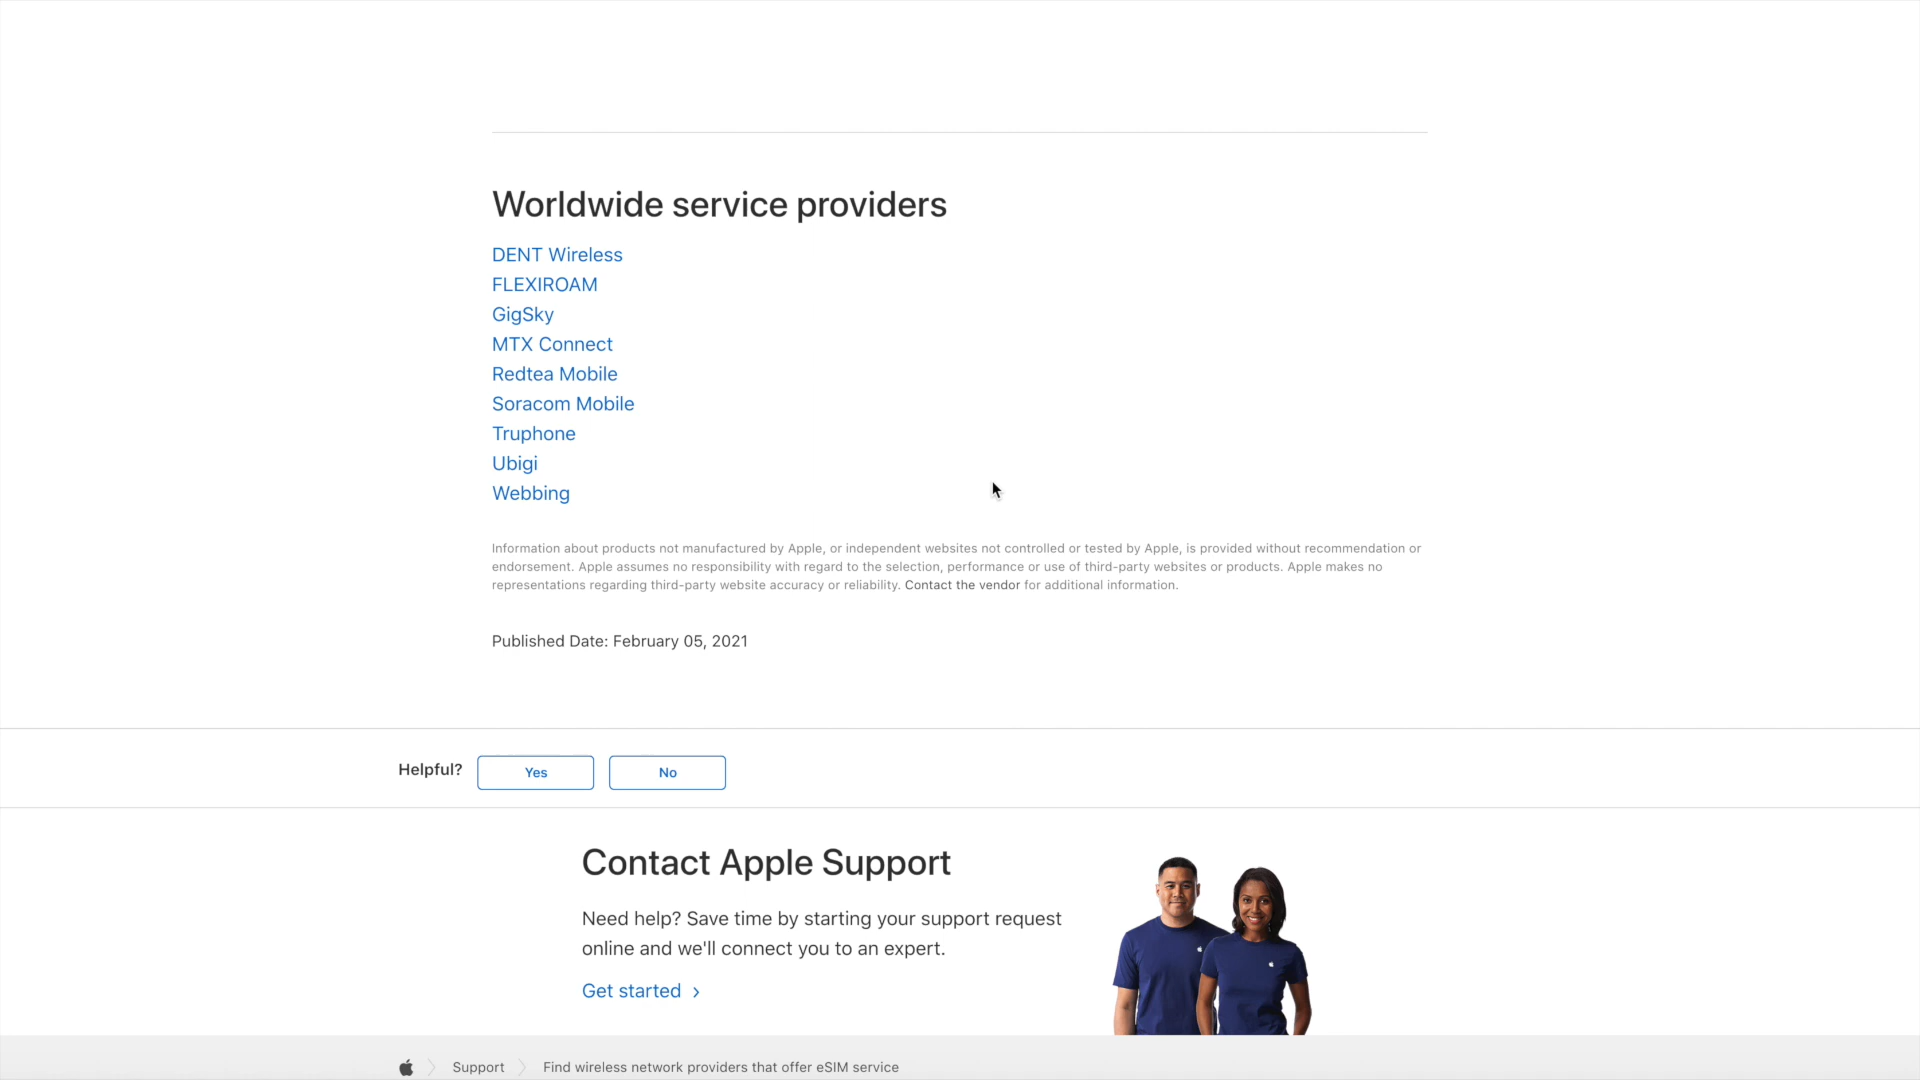 Worldwide service providers
DENT Wireless
FLEXIROAM
GigSky
MTX Connect
Redtea Mobile
Soracom Mobile
Truphone
Ubigi
Webbing
Information about products not manufactured by Apple, or independent websites not controlled or tested by Apple, is provided without recommendation or
endorsement. Apple assumes no responsibility with regard to the selection, performance or use of third-party websites or products. Apple makes no
representations regarding third-party website accuracy or reliability. Contact the vendor for additional information.
Published Date: February 05, 2021
Helpful? Yes No
Contact Apple Support
Need help? Save time by starting your support request
online and we'll connect you to an expert.
Get started
Support Find wireless network providers that offer eSIM service